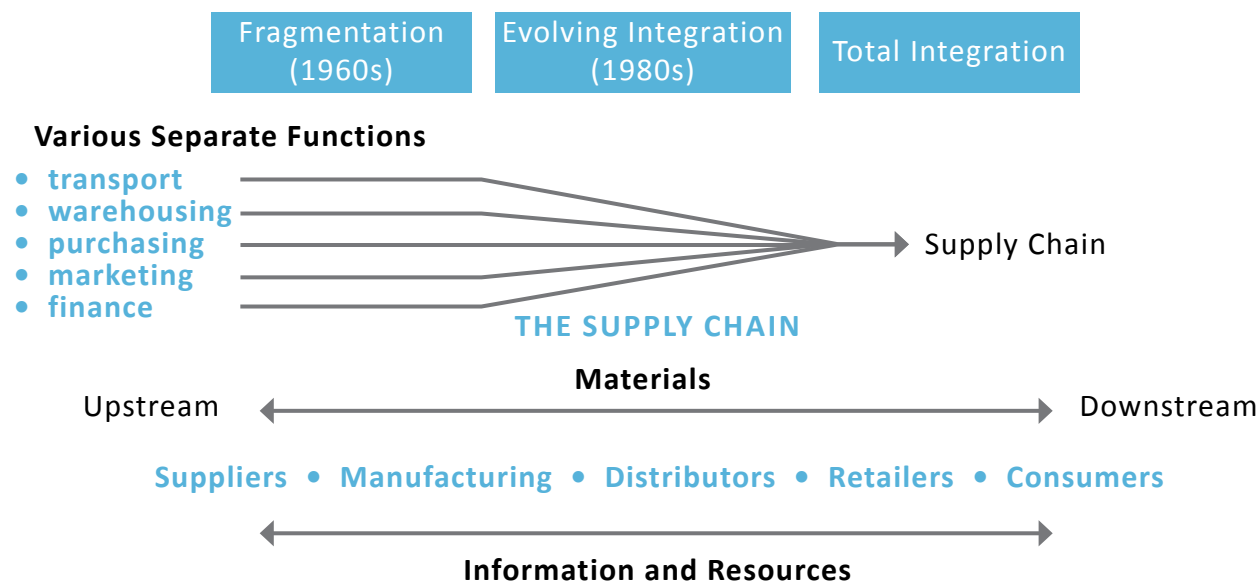 Fragmentation
(1960s)
Evolving Integration
(1980s)
Total Integration
Various Separate Functions
• transport
• warehousing
• purchasing
• marketing
• finance
Supply Chain
THE SUPPLY CHAIN
Materials
Upstream
Downstream
Suppliers • Manufacturing • Distributors • Retailers • Consumers
Information and Resources